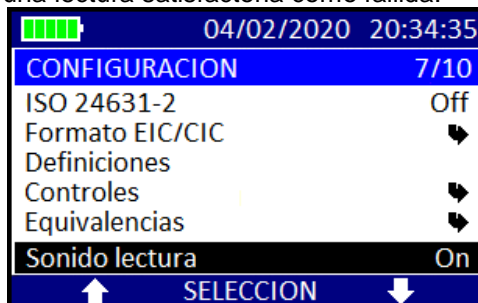 una lectura satisfactoria como fallida.
04/02/2020 20:34:35
CONFIGURACION 7/10
ISO 24631-2 Off
Formato EIC/CIC
Definiciones
Controles
Equivalencias
Sonido lectura On
SELECCION